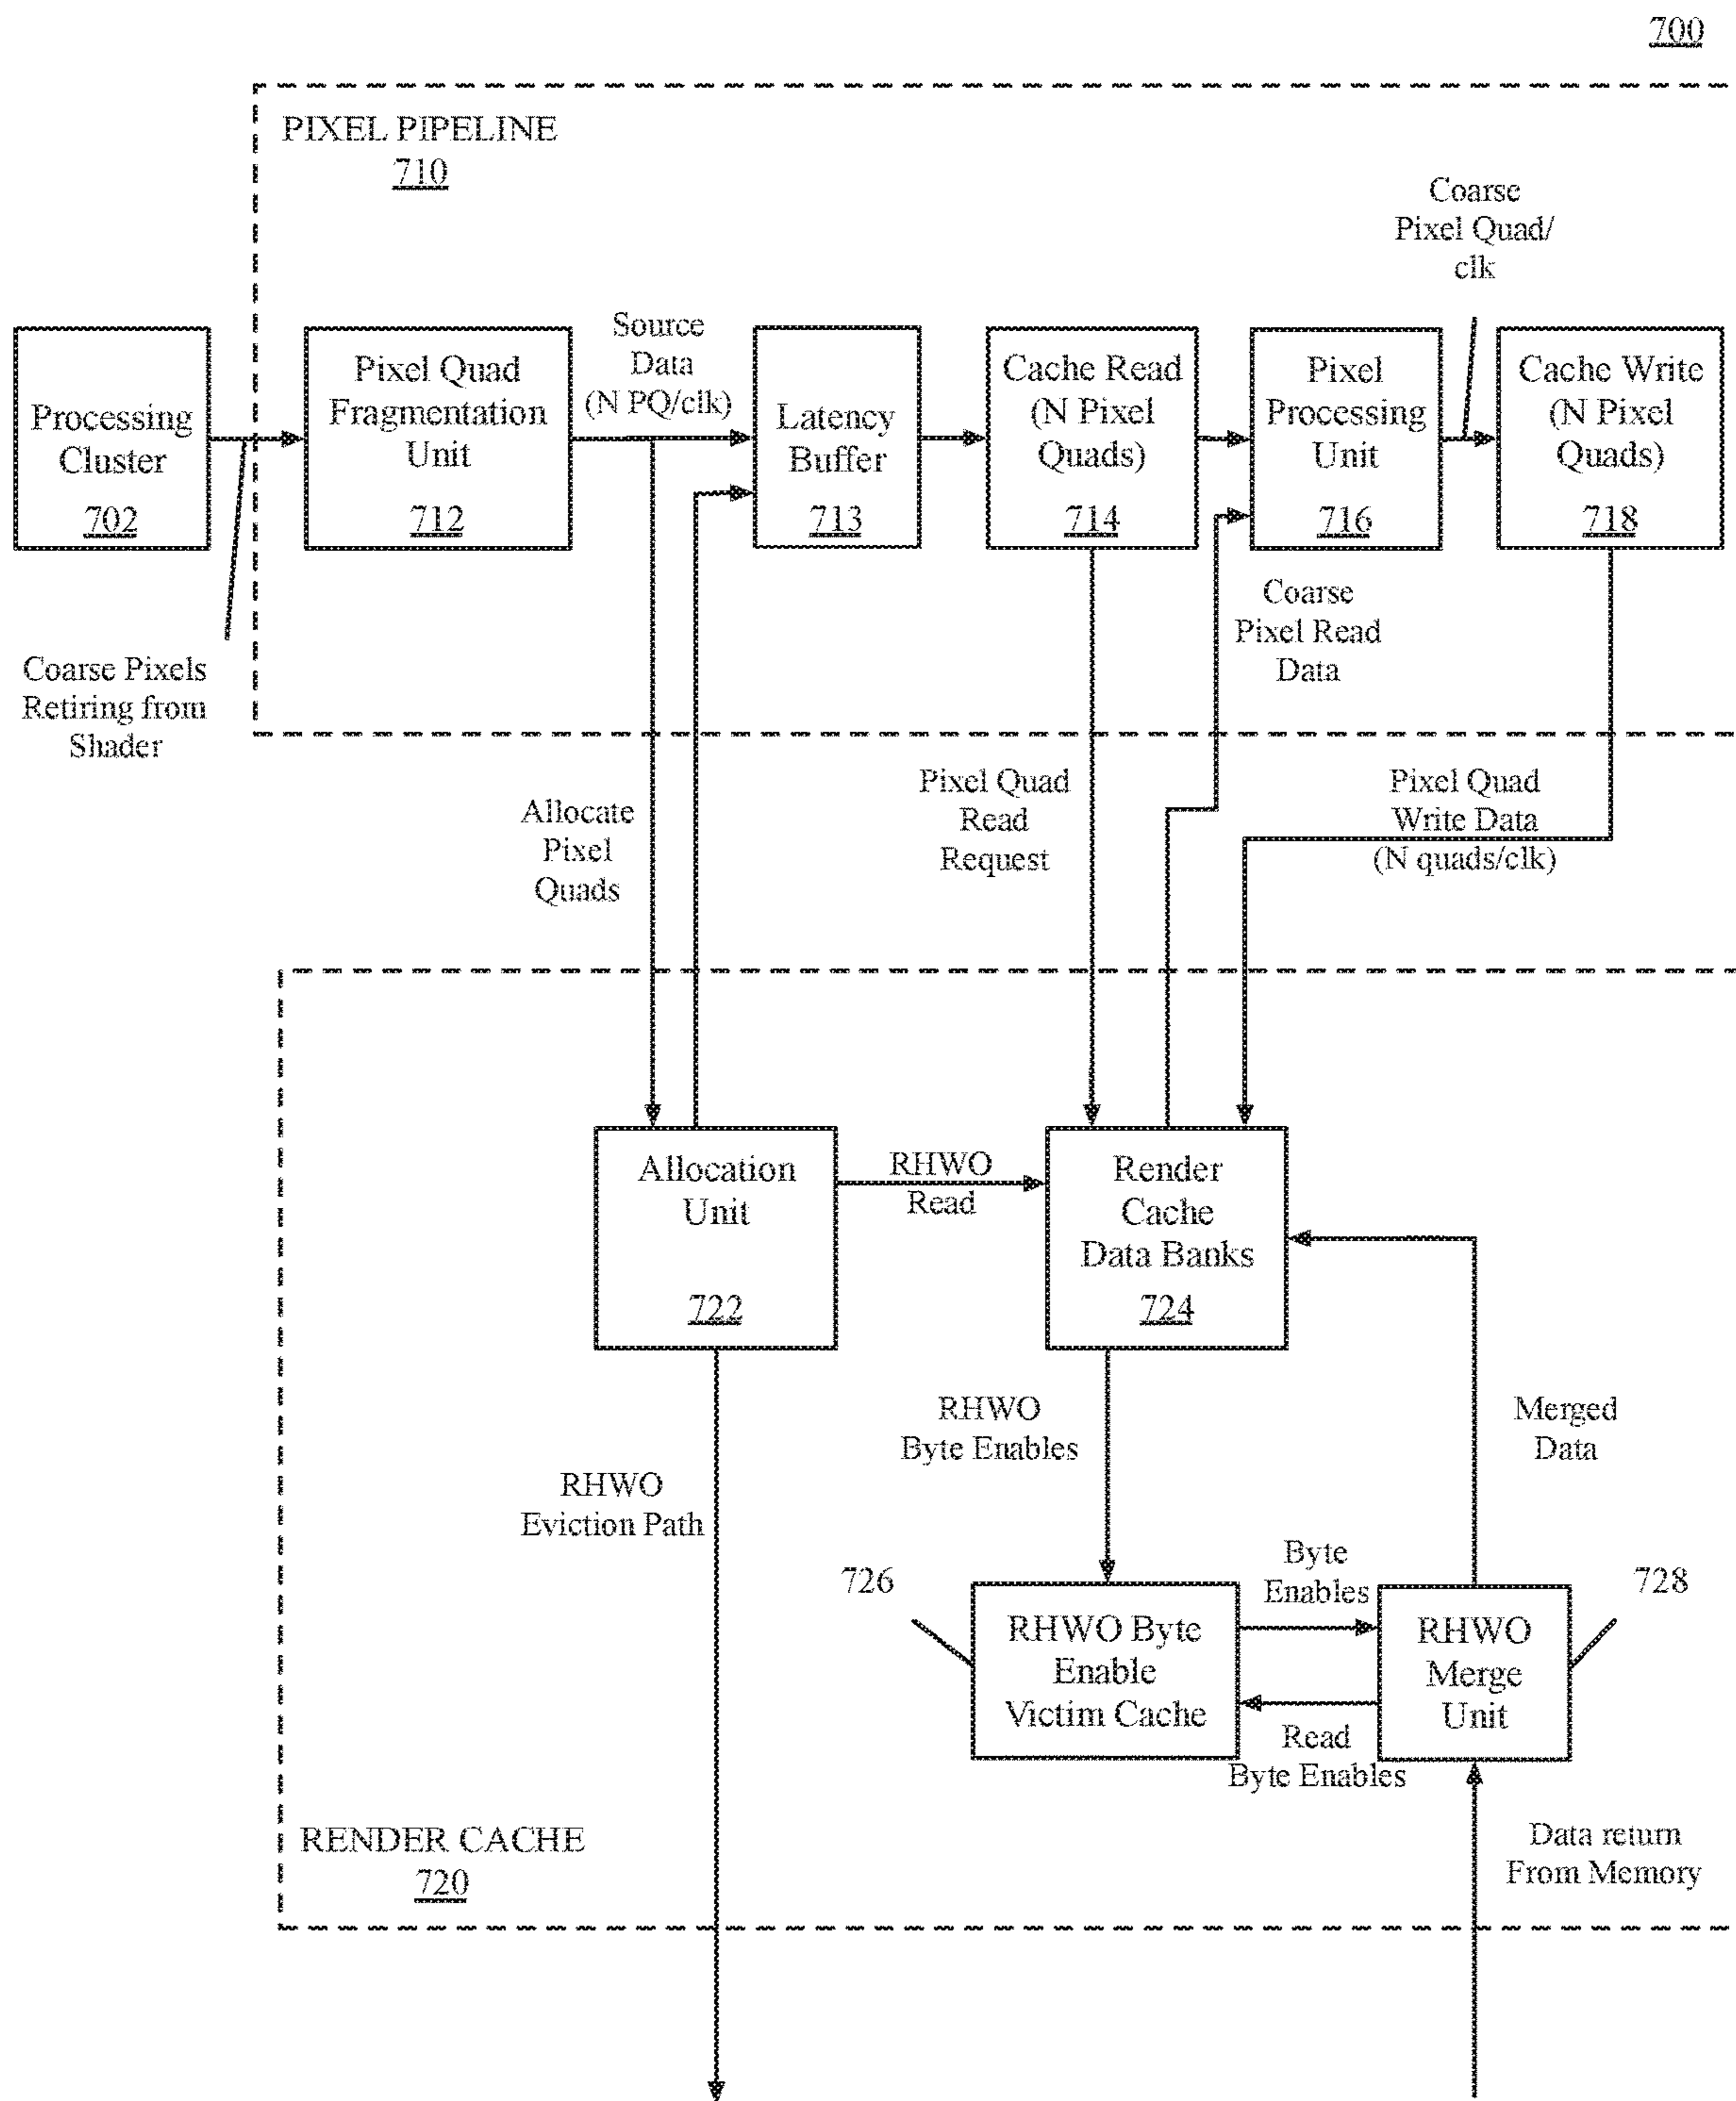 700
PIXEL PIPELINE
710
Coarse
Pixel Quad/
clk
Processing
Cluster
702
Pixel Quad
Fragmentation
Unit
712
Source
Data
(N PQ/clk)
Latency
Buffer
713
Cache Read
(N Pixel
Quads)
714
Pixel
Processing
Unit
716
Cache Write
(N Pixel
Quads)
718
Coarse Pixels
Retiring from
Shader
Coarse
Pixel Read
Data
Allocate
Pixel
Quads
Pixel Quad
Read
Request
Pixel Quad
Write Data
(N quads/clk)
Allocation
Unit
722
RHWO
Read
Render
Cache
Data Banks
724
RHWO
Byte Enables
Merged
Data
RHWO
Eviction Path
726
RHWO Byte
Enable
Victim Cache
Byte
Enables
Read
Byte Enables
RHWO
Merge
Unit
728
RENDER CACHE
720
Data return
From Memory